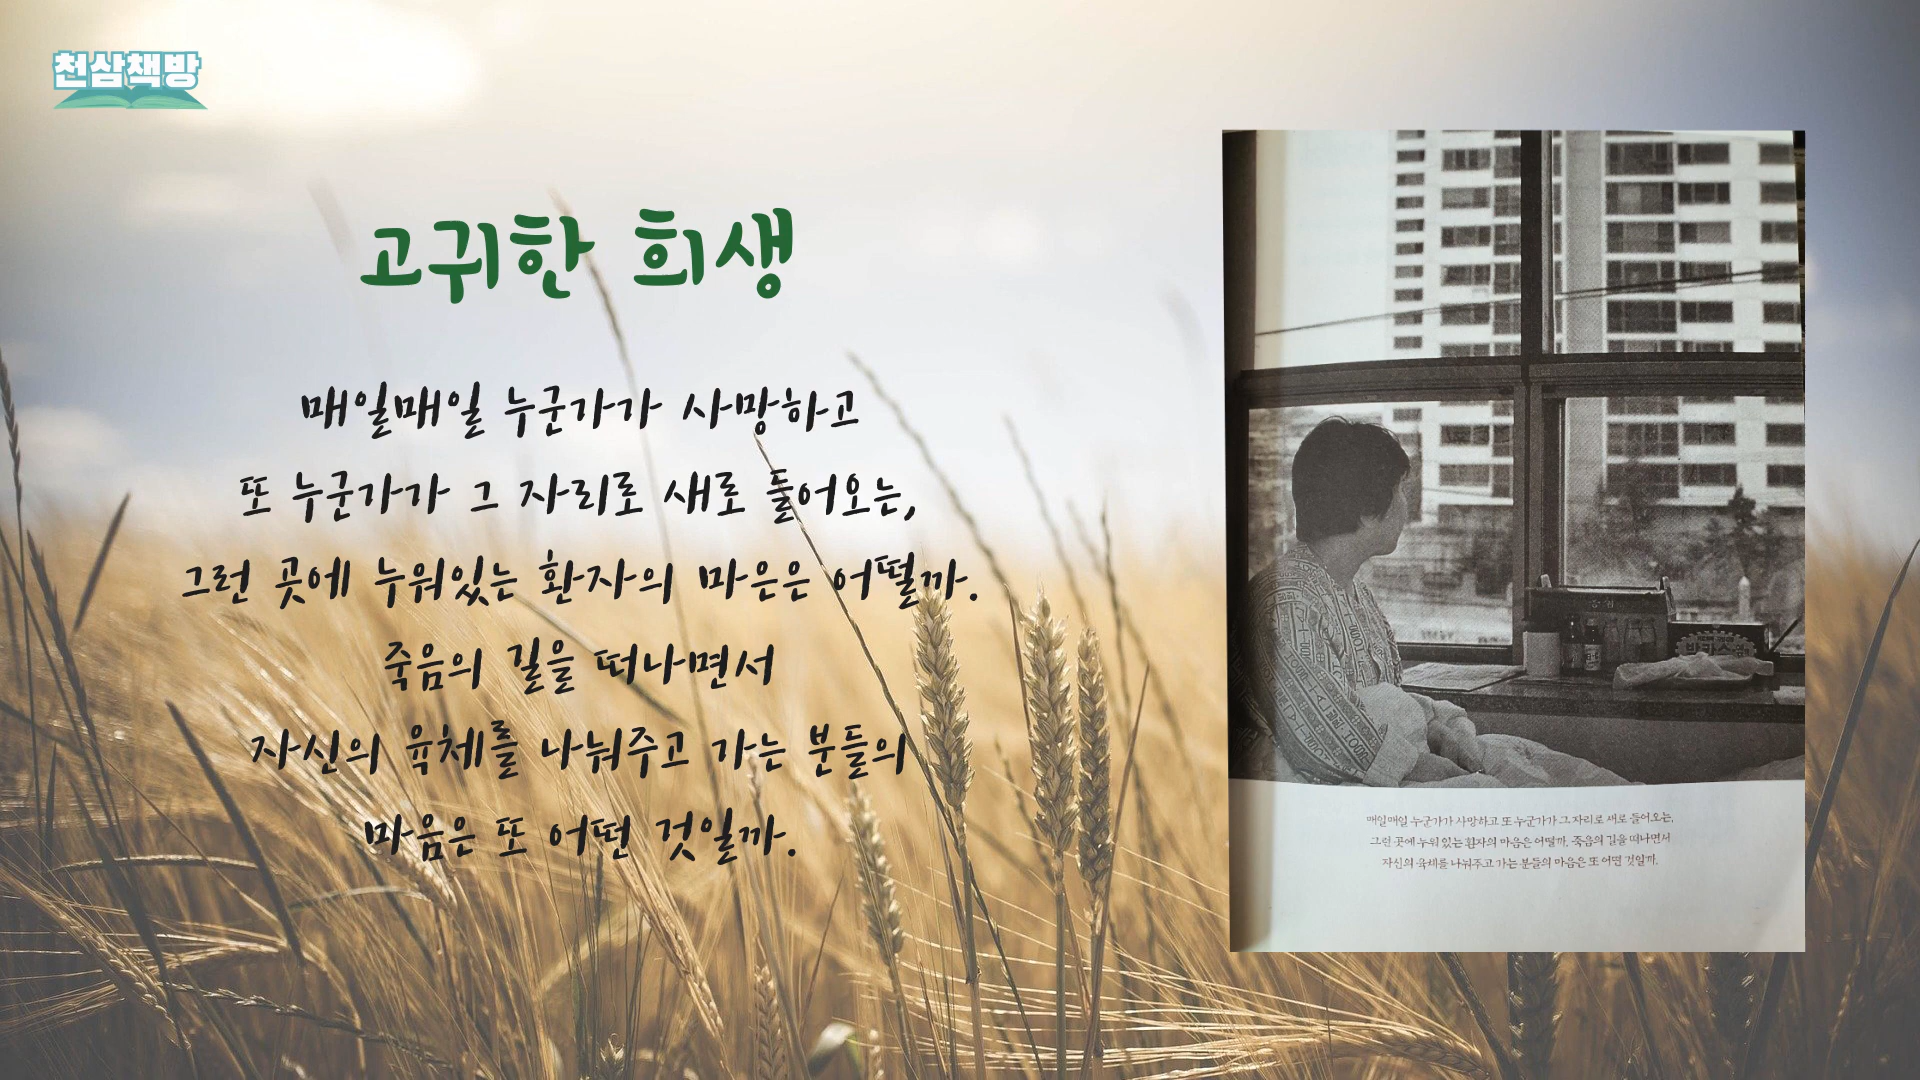 천삼책방
고귀한 희생
매일매일 누군가가 사망하고
또 누군가가 그 자리로 새로 들어오는,
그런 곳에 누워있는 환자의 마은은 어떨까.
죽음의 길을 떠나면서
자신의 육체를 나눠주고 가는 분들의
마음은 또 어떤 것일까.
박카스
매일매일 누군가가 사망하고 또 누군가가 그 자리로 새로 들어오는,
그런 곳에 누워 있는 환자의 마음은 어떨까. 죽음의 길을 떠나면서
자신의 육체를 나눠주고 가는 분들의 마음은 또 어떤 것일까.